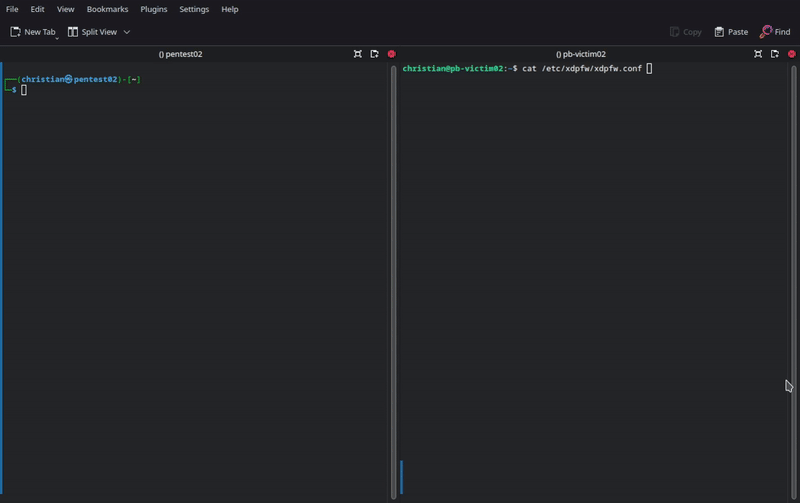 File Edit View Bookmarks Plugins Settings Help
New Tab Split View Copy Paste Find
() pentest02
() pb-victim02
┌──(christian㉿pentest02)-[~]
└─$
christian@pb-victim02:~$ cat /etc/xdpfw/xdpfw.conf